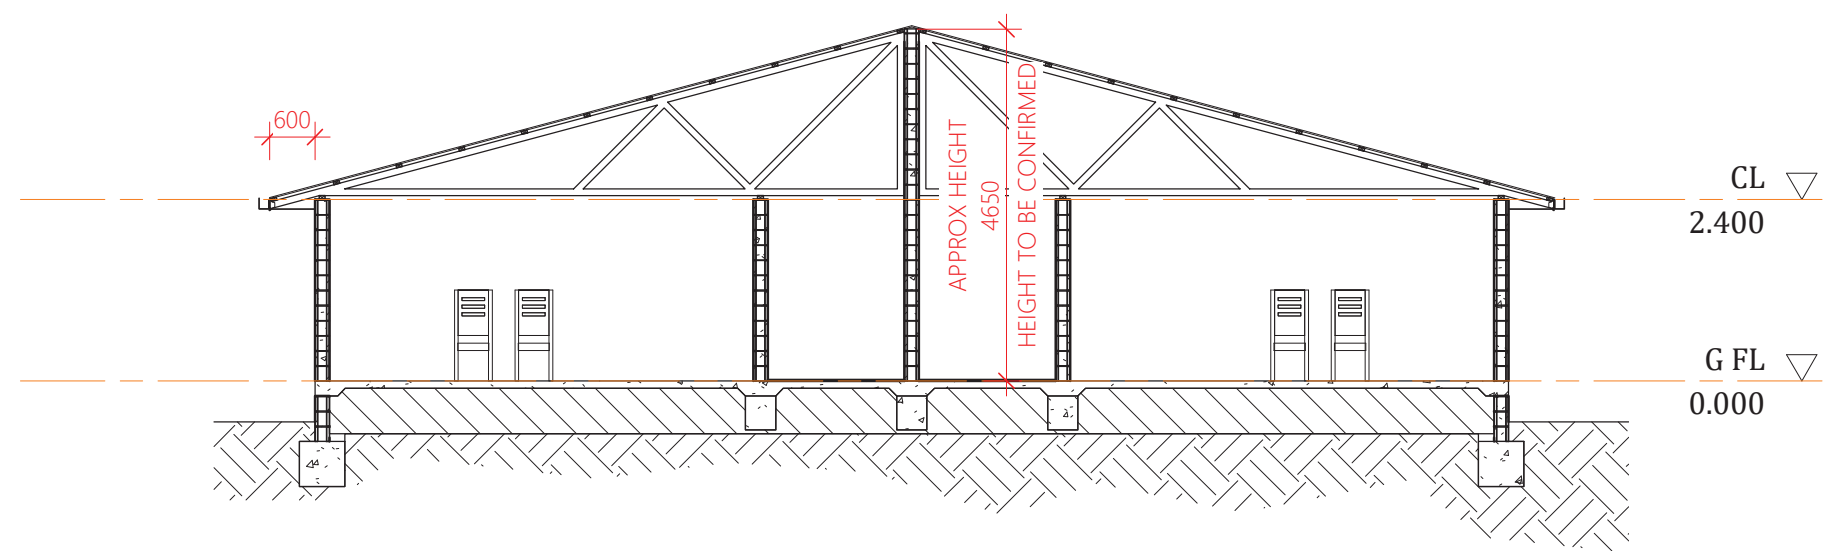 600
APPROX HEIGHT
4650
HEIGHT TO BE CONFIRMED
CL
2.400
G FL
0.000